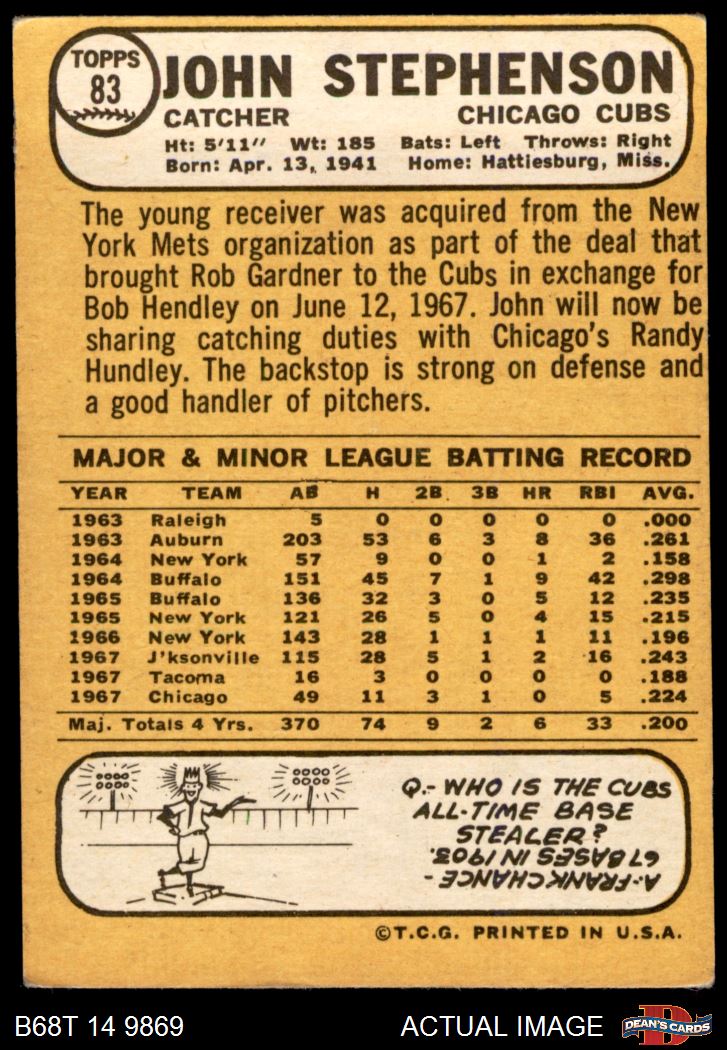 TOPPS
83
JOHN STEPHENSON
CATCHER CHICAGO CUBS
Ht: 5'11" Wt: 185 Bats: Left Throws: Right
Born: Apr. 13, 1941 Home: Hattiesburg, Miss.
The young receiver was acquired from the New
York Mets organization as part of the deal that
brought Rob Gardner to the Cubs in exchange for
Bob Hendley on June 12, 1967. John will now be
sharing catching duties with Chicago's Randy
Hundley. The backstop is strong on defense and
a good handler of pitchers.
MAJOR & MINOR LEAGUE BATTING RECORD
YEAR TEAM AB H 2B 3B HR RBI AVG.
1963 Raleigh 5 0 0 0 0 0 .000
1963 Auburn 203 53 6 3 8 36 .261
1964 New York 57 9 0 0 1 2 .158
1964 Buffalo 151 45 7 1 9 42 .298
1965 Buffalo 136 32 3 0 5 12 .235
1965 New York 121 26 5 0 4 15 .215
1966 New York 143 28 1 1 1 11 .196
1967 J'ksonville 115 28 5 1 2 16 .243
1967 Tacoma 16 3 0 0 0 0 .188
1967 Chicago 49 11 3 1 0 5 .224
Maj. Totals 4 Yrs. 370 74 9 2 6 33 .200
Q.- WHO IS THE CUBS
ALL-TIME BASE
STEALER?
A.- FRANK CHANCE -
67 BASES IN 1903.
©T.C.G. PRINTED IN U.S.A.
B68T 14 9869 ACTUAL IMAGE
D
DEAN'S CARDS